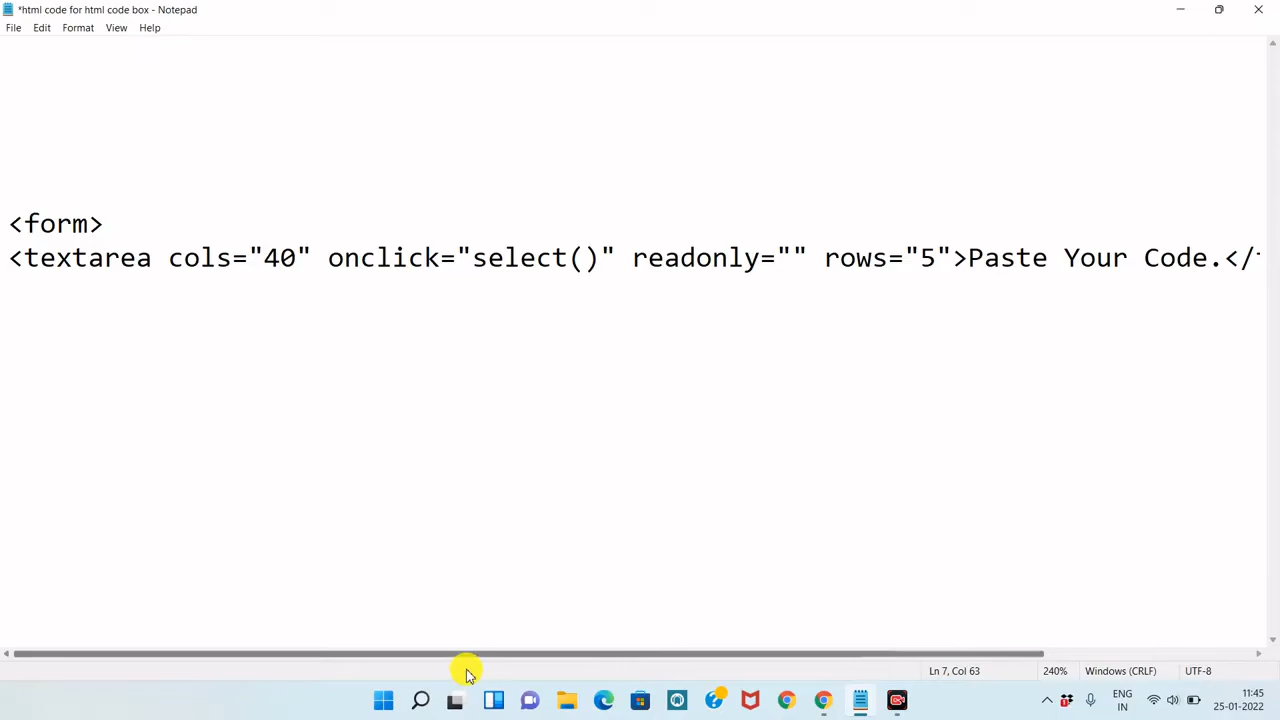 *html code for html code box - Notepad
File Edit Format View Help
<form>
<textarea cols="40" onclick="select()" readonly="" rows="5">Paste Your Code.</
Ln 7, Col 63 240% Windows (CRLF) UTF-8
ENG 11:45
IN 25-01-2022